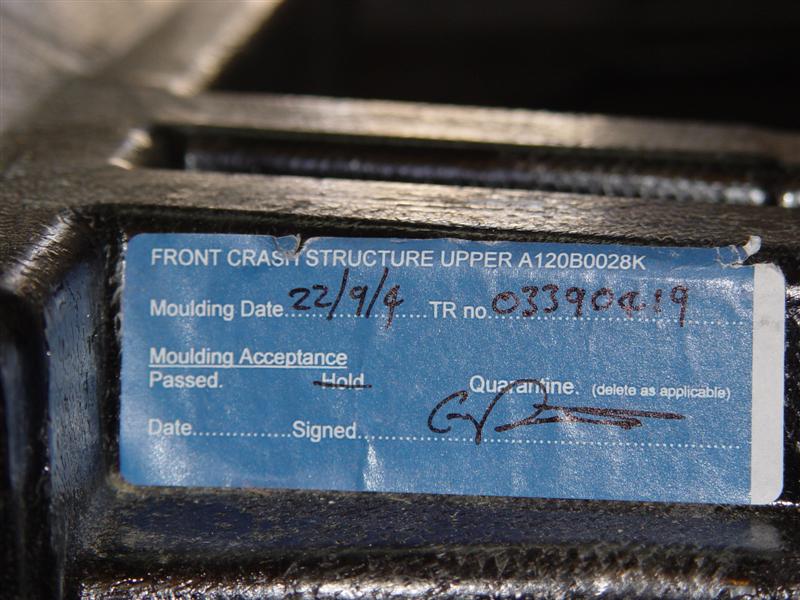 FRONT CRASH STRUCTURE UPPER A120B0028K
Moulding Date 22/9/4 TR no 03390419
Moulding Acceptance
Passed. Hold Quarantine. (delete as applicable)
Date Signed